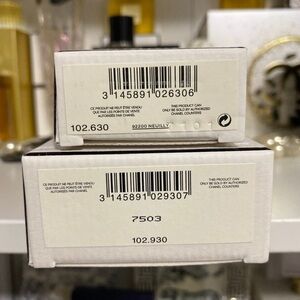 3 145891 026306
CE PRODUIT NE PEUT ÊTRE VENDU
QUE PAR LES POINTS DE VENTE
AUTORISÉS PAR CHANEL
THIS PRODUCT CAN
ONLY BE SOLD BY AUTHORIZED
CHANEL COUNTERS
102.630
92200 NEUILLY
CE PRODUIT NE PEUT ÊTRE VENDU
QUE PAR LES POINTS DE VENTE
AUTORISÉS PAR CHANEL
THIS PRODUCT CAN
ONLY BE SOLD BY AUTHORIZED
CHANEL COUNTERS
3 145891 029307
7503
102.930